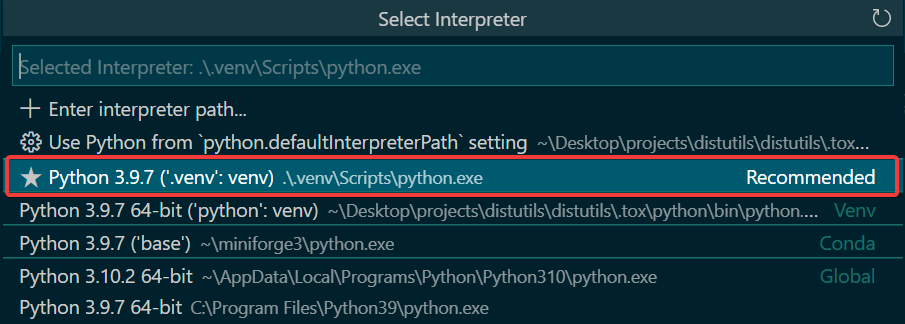 Select Interpreter
Selected Interpreter: .\.venv\Scripts\python.exe
Enter interpreter path...
Use Python from `python.defaultInterpreterPath` setting ~\Desktop\projects\distutils\distutils\.tox...
Python 3.9.7 ('.venv': venv) .\.venv\Scripts\python.exe Recommended
Python 3.9.7 64-bit ('python': venv) ~\Desktop\projects\distutils\distutils\.tox\python\bin\python.... Venv
Python 3.9.7 ('base') ~\miniforge3\python.exe Conda
Python 3.10.2 64-bit ~\AppData\Local\Programs\Python\Python310\python.exe Global
Python 3.9.7 64-bit C:\Program Files\Python39\python.exe